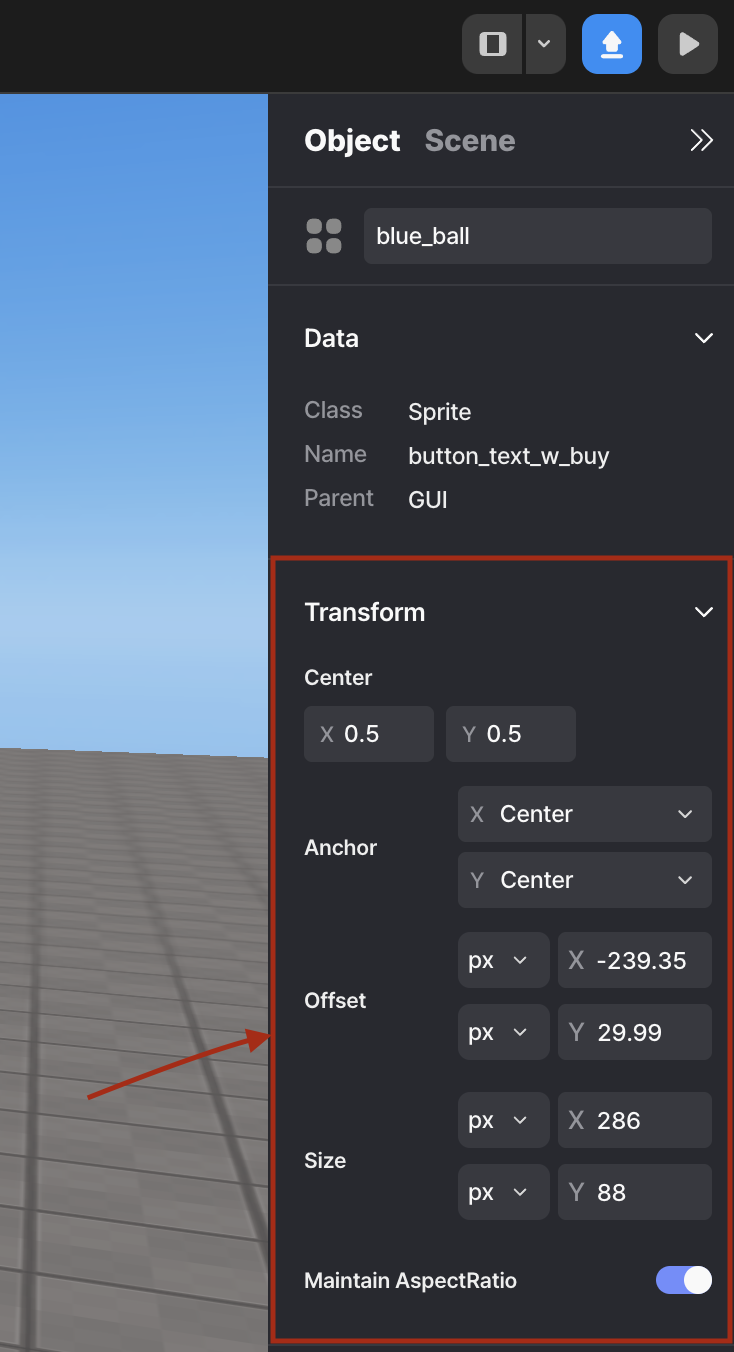 Object Scene
blue_ball
Data
Class Sprite
Name button_text_w_buy
Parent GUI
Transform
Center
X 0.5 Y 0.5
Anchor
X Center
Y Center
Offset
px X -239.35
px Y 29.99
Size
px X 286
px Y 88
Maintain AspectRatio